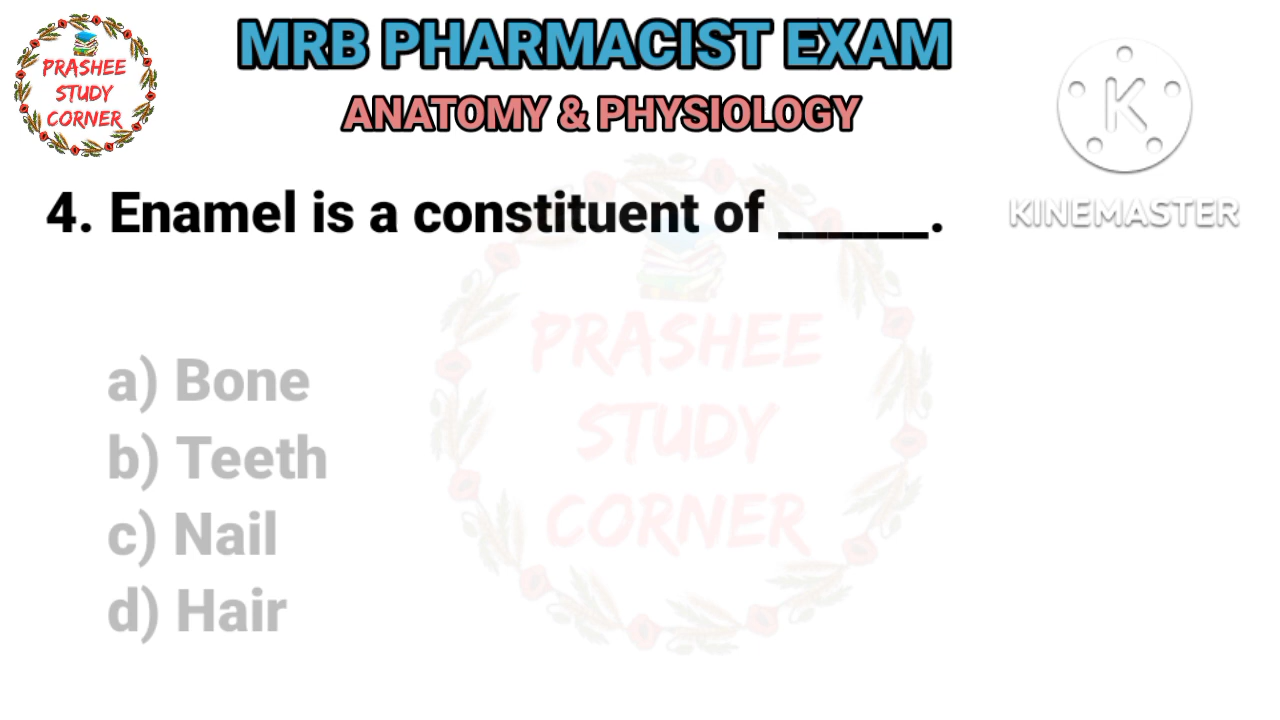 PRASHEE
STUDY
CORNER
MRB PHARMACIST EXAM
ANATOMY & PHYSIOLOGY
K
KINEMASTER
4. Enamel is a constituent of ______.
PRASHEE
STUDY
CORNER
a) Bone
b) Teeth
c) Nail
d) Hair